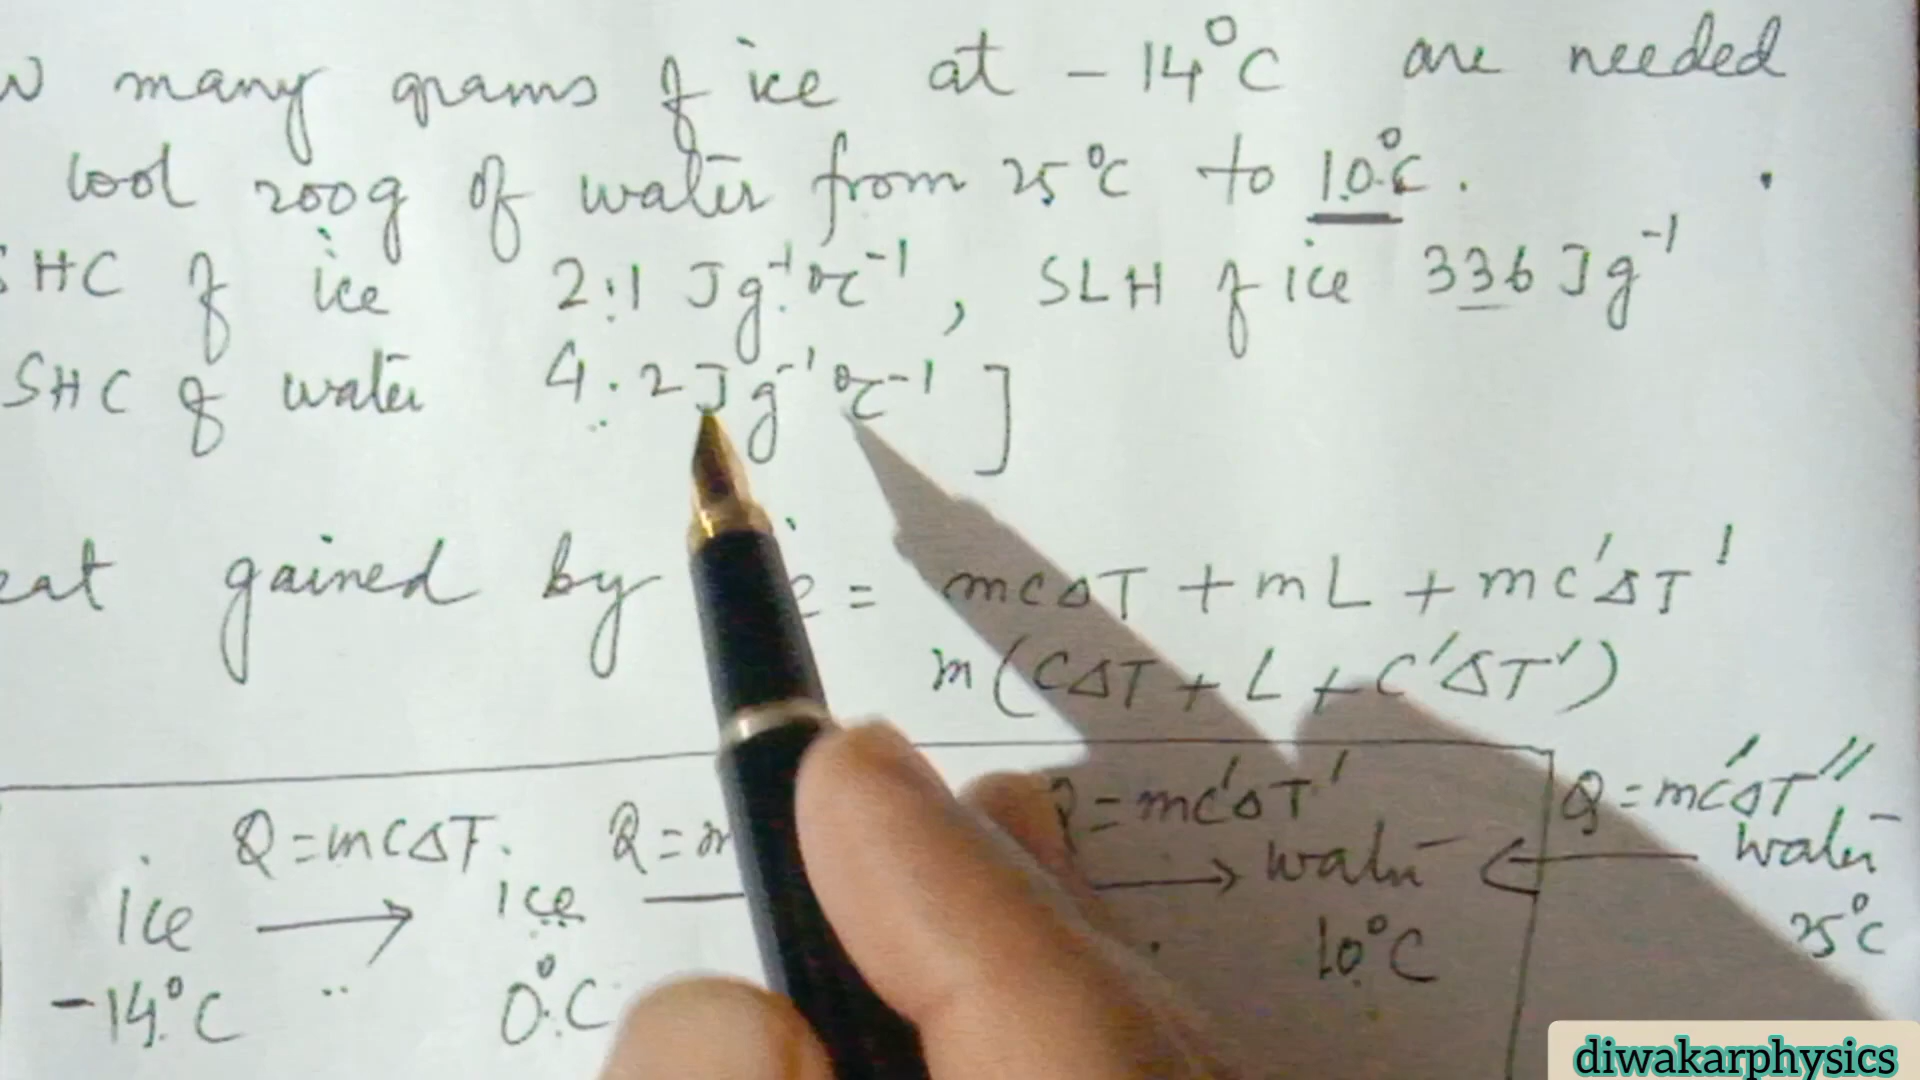 many grams of ice at -14°C are needed
cool 200g of water from 25°C to 10°C.
SHC of ice 2.1 Jg⁻¹°C⁻¹, SLH of ice 336 Jg⁻¹
SHC of water 4.2 Jg⁻¹°C⁻¹ ]
gained by = mcΔT + mL + mc'ΔT'
m(CΔT + L + C'ΔT')
Q=mCΔT Q=m Q=mc'ΔT' Q=mc'ΔT''
ice → ice → water ← water
-14°C 0°C 10°C 25°C
diwakarphysics